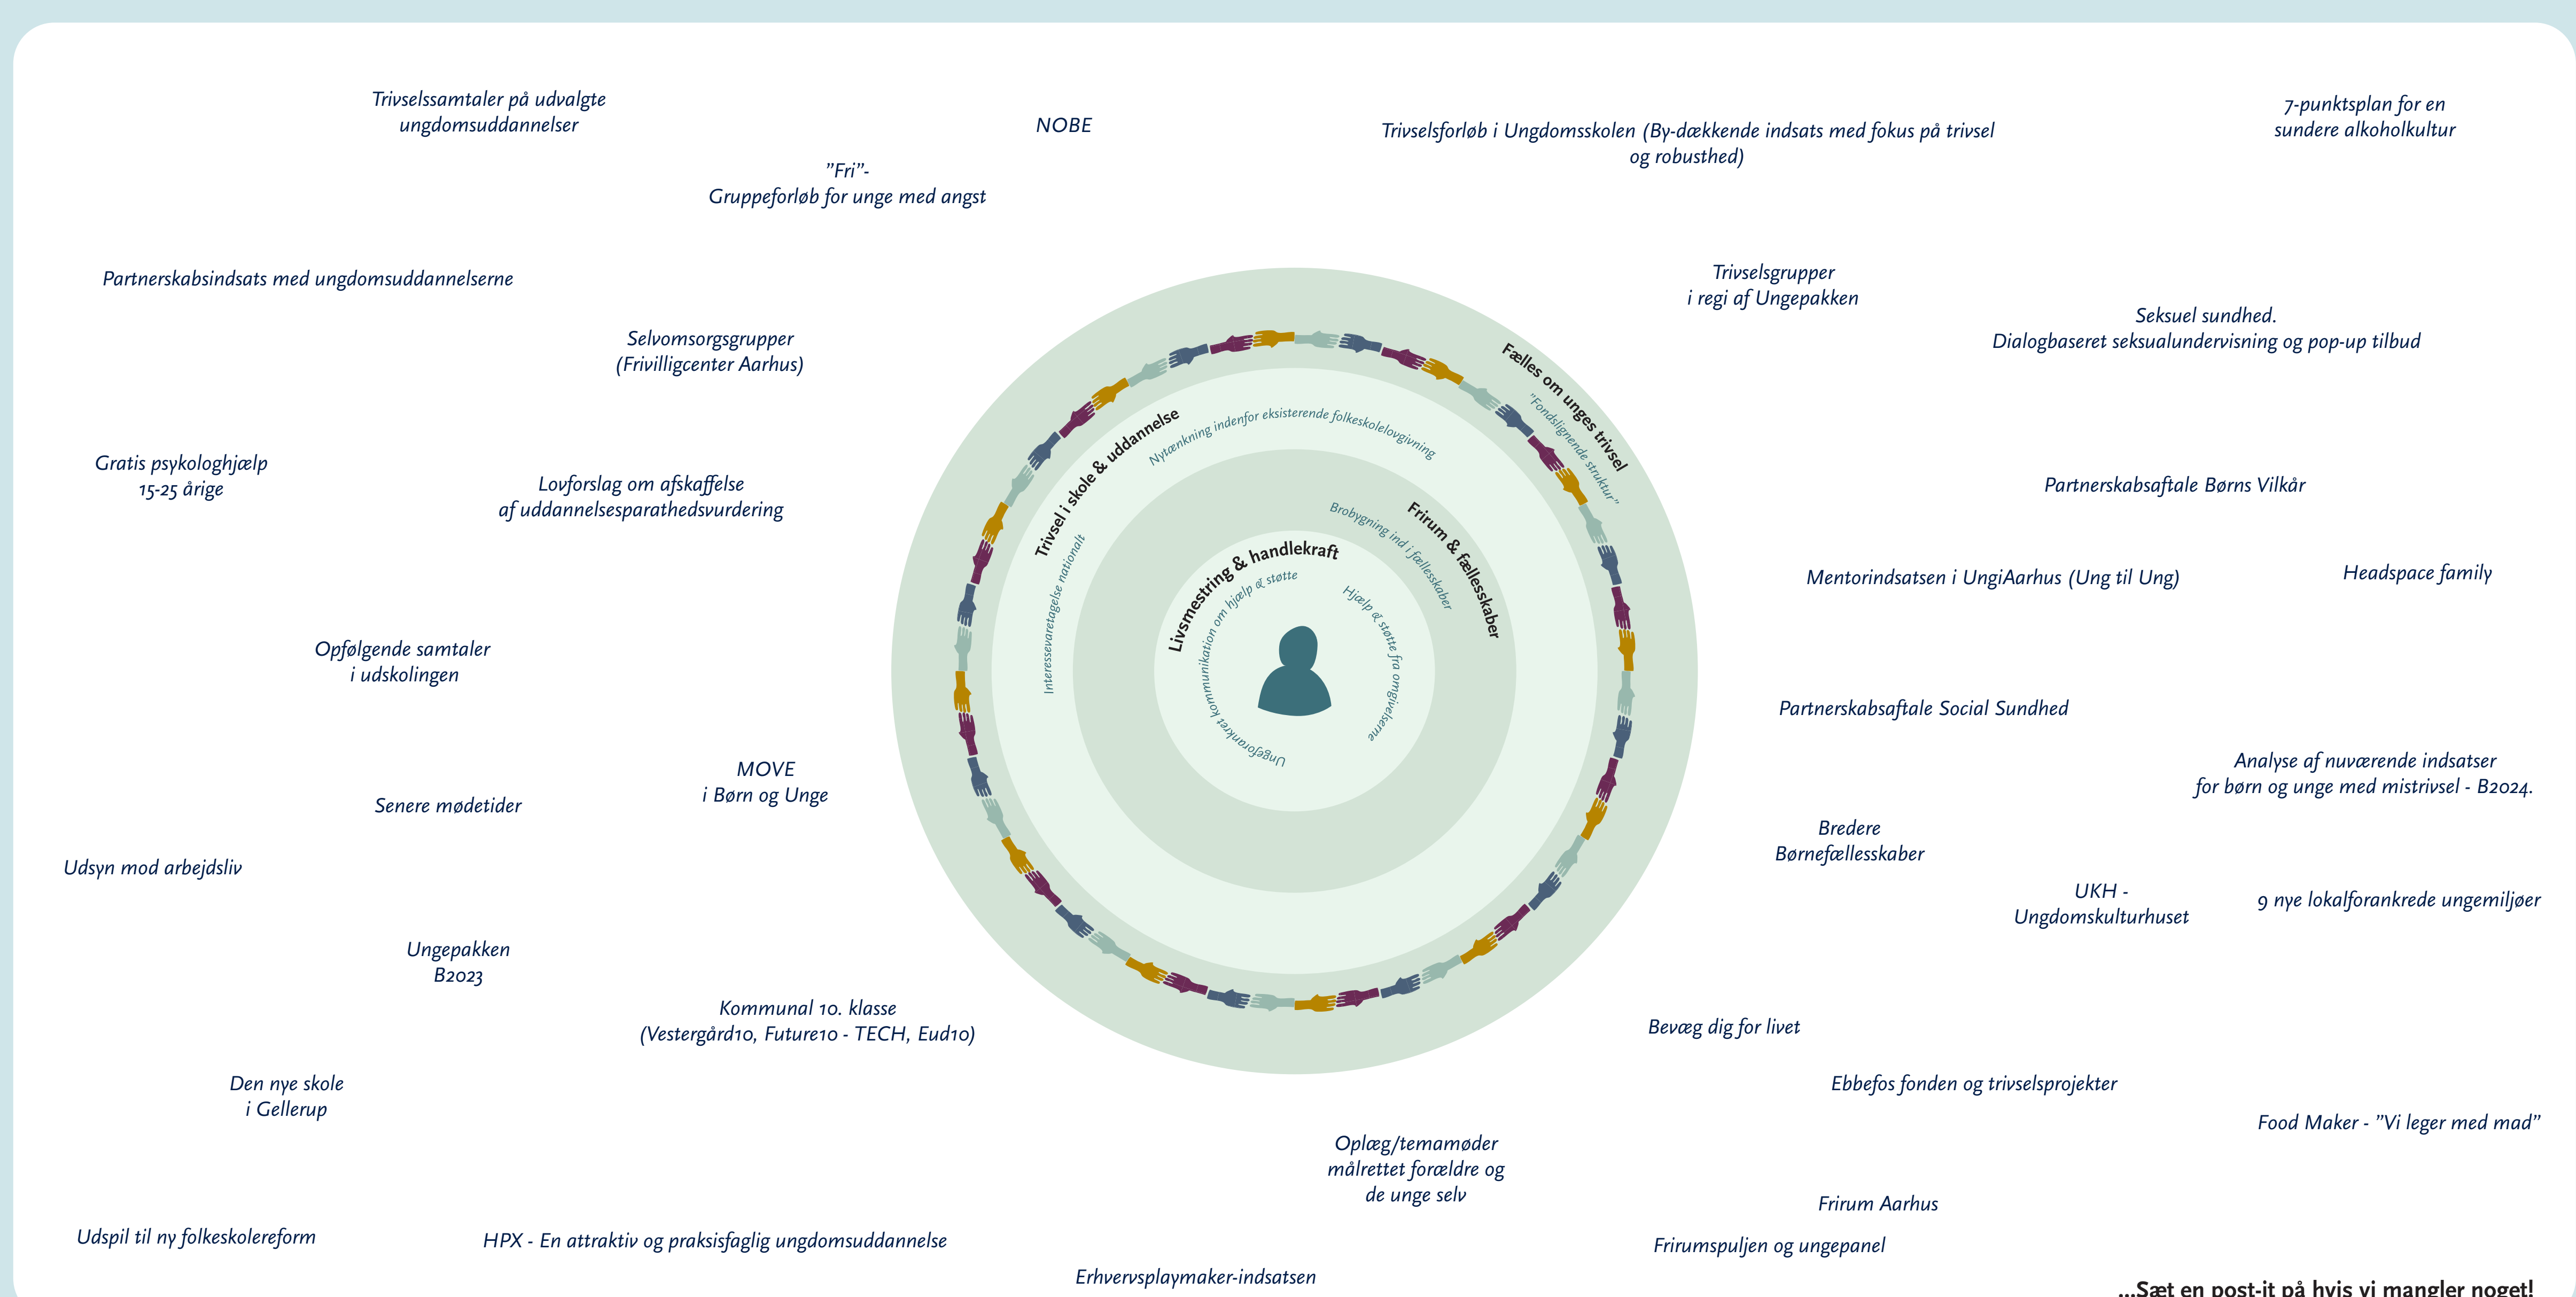 Trivselssamtaler på udvalgte
ungdomsuddannelser
NOBE
"Fri"-
Gruppeforløb for unge med angst
Trivselsforløb i Ungdomsskolen (By-dækkende indsats med fokus på trivsel
og robusthed)
7-punktsplan for en
sundere alkoholkultur
Partnerskabsindsats med ungdomsuddannelserne
Selvomsorgsgrupper
(Frivilligcenter Aarhus)
Trivselsgrupper
i regi af Ungepakken
Seksuel sundhed.
Dialogbaseret seksualundervisning og pop-up tilbud
Gratis psykologhjælp
15-25 årige
Lovforslag om afskaffelse
af uddannelsesparathedsvurdering
Fælles om unges trivsel
"Fondslignende struktur"
Trivsel i skole & uddannelse
Nytænkning indenfor eksisterende folkeskolelovgivning
Interessevaretagelse nationalt
Frirum & fællesskaber
Brobygning ind i fællesskaber
Livsmestring & handlekraft
Ungeforankret kommunikation om hjælp & støtte
Hjælp & støtte fra omgivelserne
Partnerskabsaftale Børns Vilkår
Mentorindsatsen i UngiAarhus (Ung til Ung)
Headspace family
Opfølgende samtaler
i udskolingen
Partnerskabsaftale Social Sundhed
MOVE
i Børn og Unge
Analyse af nuværende indsatser
for børn og unge med mistrivsel - B2024.
Senere mødetider
Bredere
Børnefællesskaber
Udsyn mod arbejdsliv
UKH -
Ungdomskulturhuset
9 nye lokalforankrede ungemiljøer
Ungepakken
B2023
Kommunal 10. klasse
(Vestergård10, Future10 - TECH, Eud10)
Bevæg dig for livet
Den nye skole
i Gellerup
Ebbefos fonden og trivselsprojekter
Food Maker - "Vi leger med mad"
Oplæg/temamøder
målrettet forældre og
de unge selv
Frirum Aarhus
Udspil til ny folkeskolereform
HPX - En attraktiv og praksisfaglig ungdomsuddannelse
Frirumspuljen og ungepanel
Erhvervsplaymaker-indsatsen
...Sæt en post-it på hvis vi mangler noget!